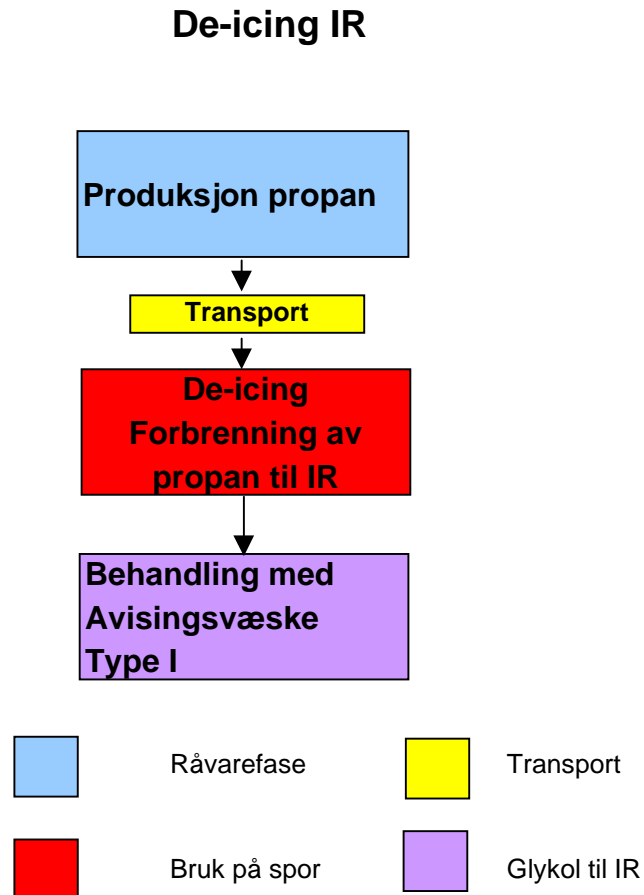 De-icing IR
Produksjon propan
Transport
De-icing
Forbrenning av
propan til IR
Behandling med
Avisingsvæske
Type I
Råvarefase
Transport
Bruk på spor
Glykol til IR